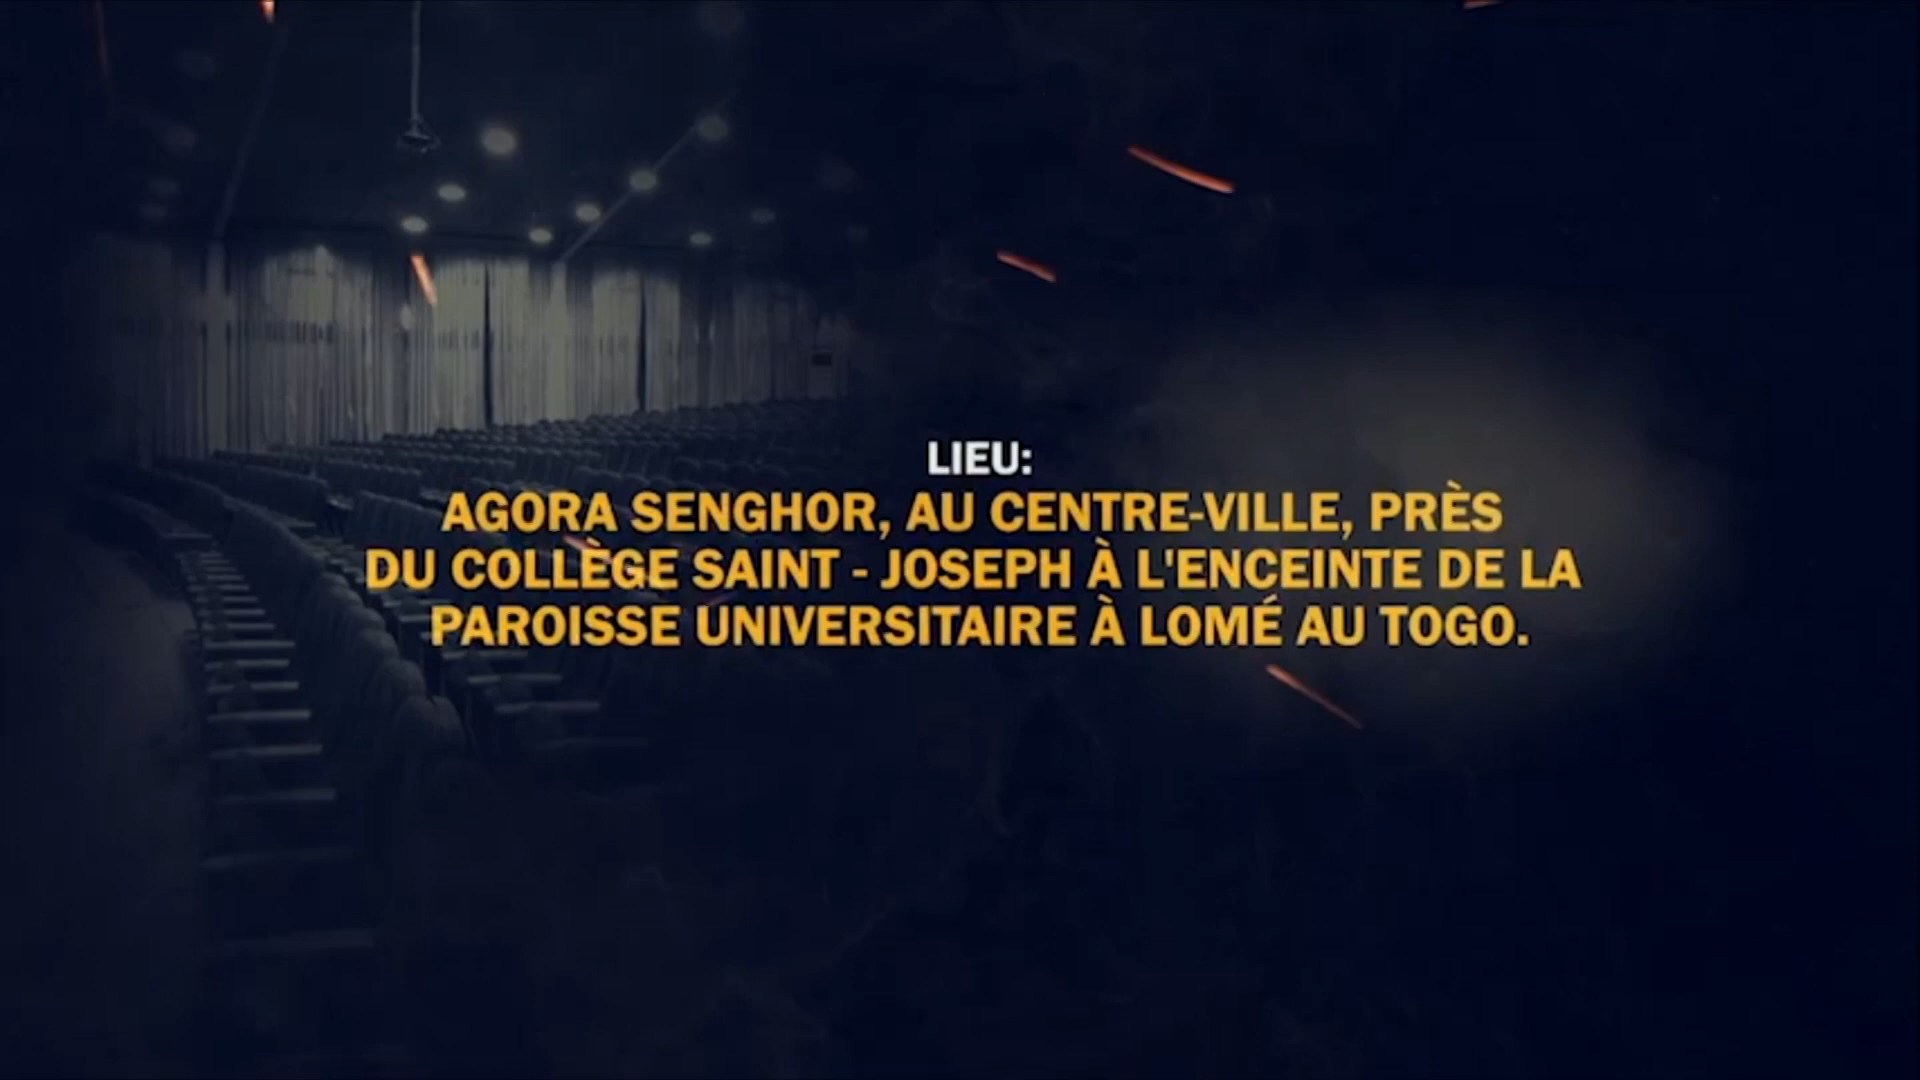 LIEU:
AGORA SENGHOR, AU CENTRE-VILLE, PRÈS
DU COLLÈGE SAINT - JOSEPH À L'ENCEINTE DE LA
PAROISSE UNIVERSITAIRE À LOMÉ AU TOGO.